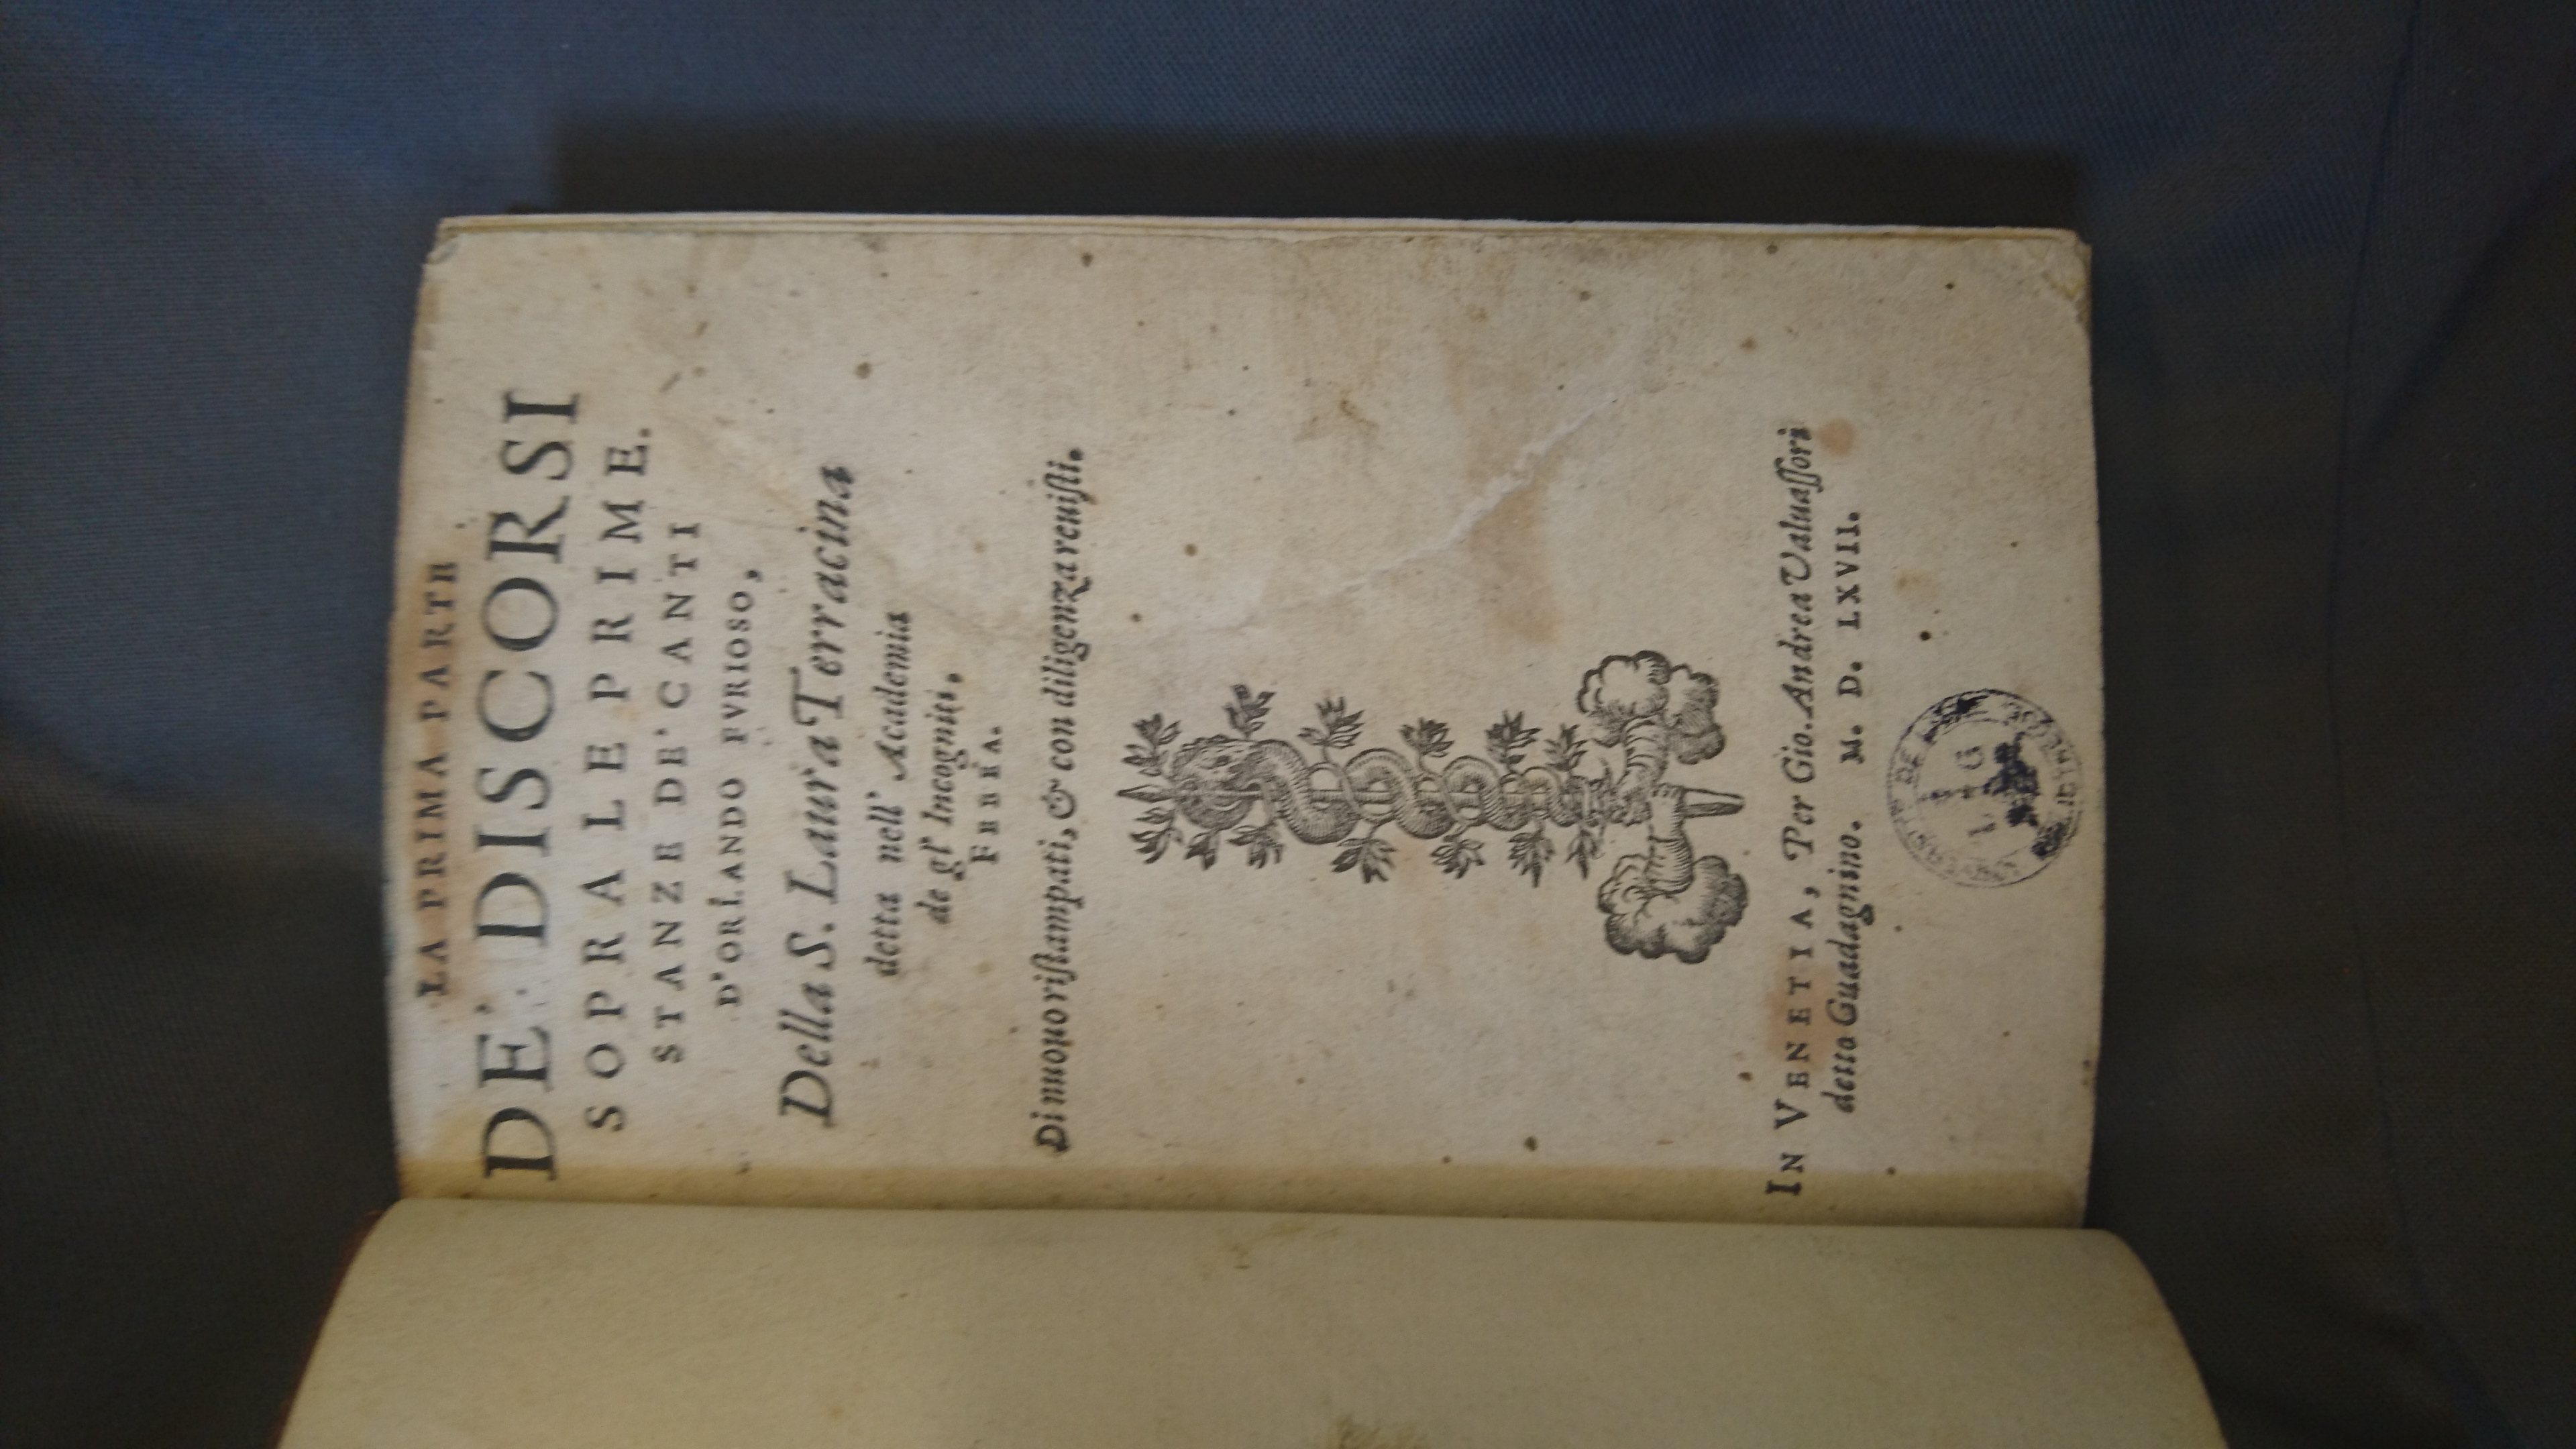 LA PRIMA PARTE
DE' DISCORSI
SOPRA LE PRIME.
STANZE DE' CANTI
D'ORLANDO FVRIOSO,
Della S. Laura Terracina
detta nell' Academia
de gl' Incogniti,
FEBEA.
Di nuouo riſtampati, & con diligenza reuiſti.
IN VENETIA, Per Gio. Andrea Valuaſſori
detto Guadagnino. M. D. LXVII.